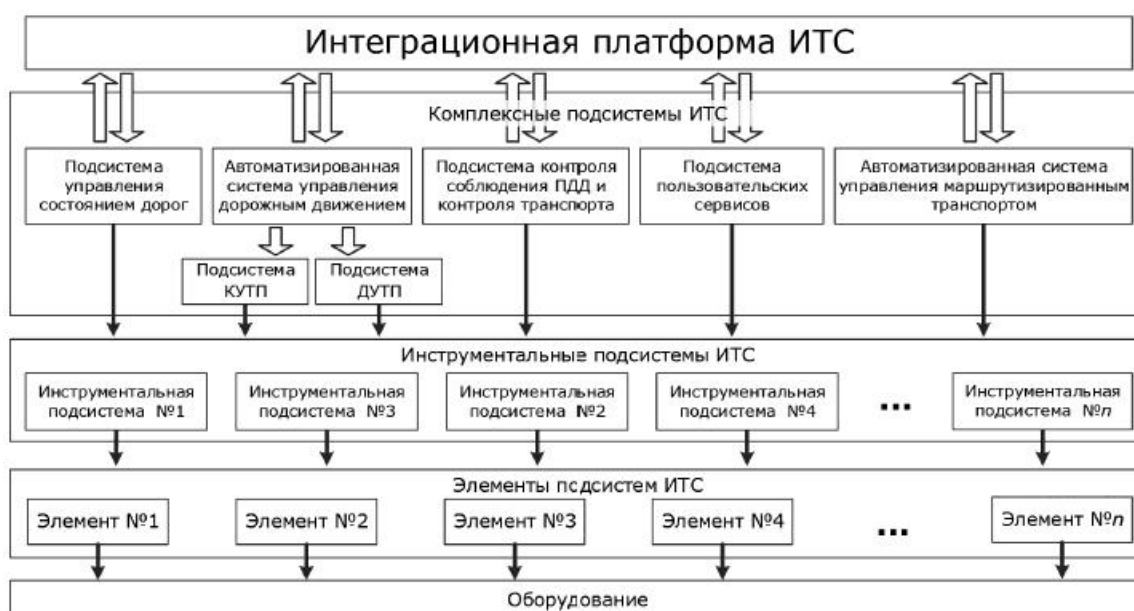 Интеграционная платформа ИТС
Комплексные подсистемы ИТС
Подсистема
управления
состоянием дорог
Автоматизированная
система управления
дорожным движением
Подсистема контроля
соблюдения ПДД и
контроля транспорта
Подсистема
пользовательских
сервисов
Автоматизированная система
управления маршрутизированным
транспортом
Подсистема
КУТП
Подсистема
ДУТП
Инструментальные подсистемы ИТС
Инструментальная
подсистема №1
Инструментальная
подсистема №3
Инструментальная
подсистема №2
Инструментальная
подсистема №4
...
Инструментальная
подсистема №n
Элементы подсистем ИТС
Элемент №1
Элемент №2
Элемент №3
Элемент №4
...
Элемент №n
Оборудование